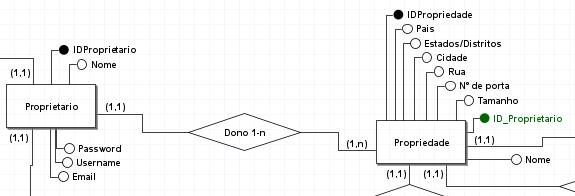 IDPropriedade
Pais
Estados/Distritos
Cidade
Rua
Nº de porta
Tamanho
ID_Proprietario
IDProprietario
Nome
(1,1)
Proprietario
(1,1)
Dono 1-n
(1,n)
Propriedade
(1,1)
Nome
(1,1)
Password
Username
Email
(1,1)
(1,1)